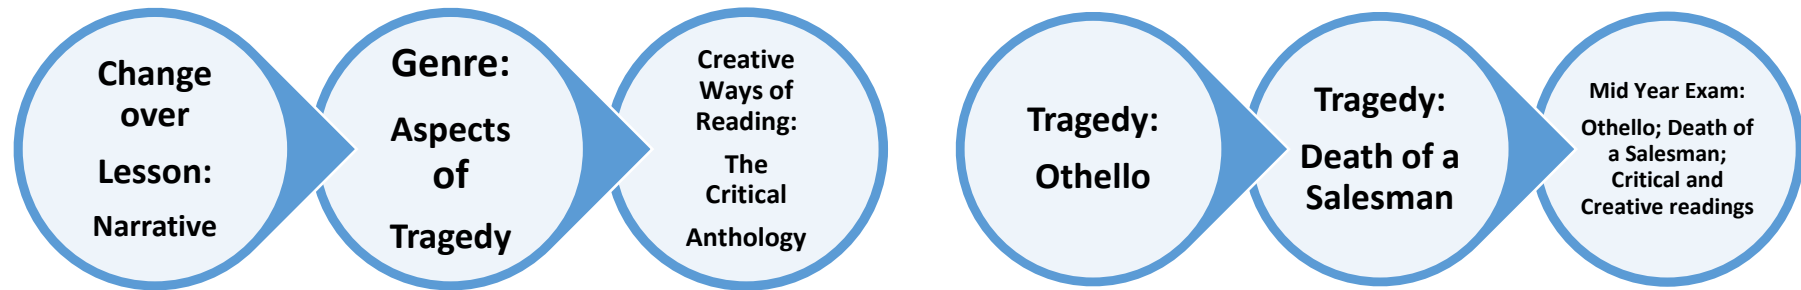 Change
over
Lesson:
Narrative
Genre:
Aspects
of
Tragedy
Creative
Ways of
Reading:
The
Critical
Anthology
Tragedy:
Othello
Tragedy:
Death of a
Salesman
Mid Year Exam:
Othello; Death of
a Salesman;
Critical and
Creative readings